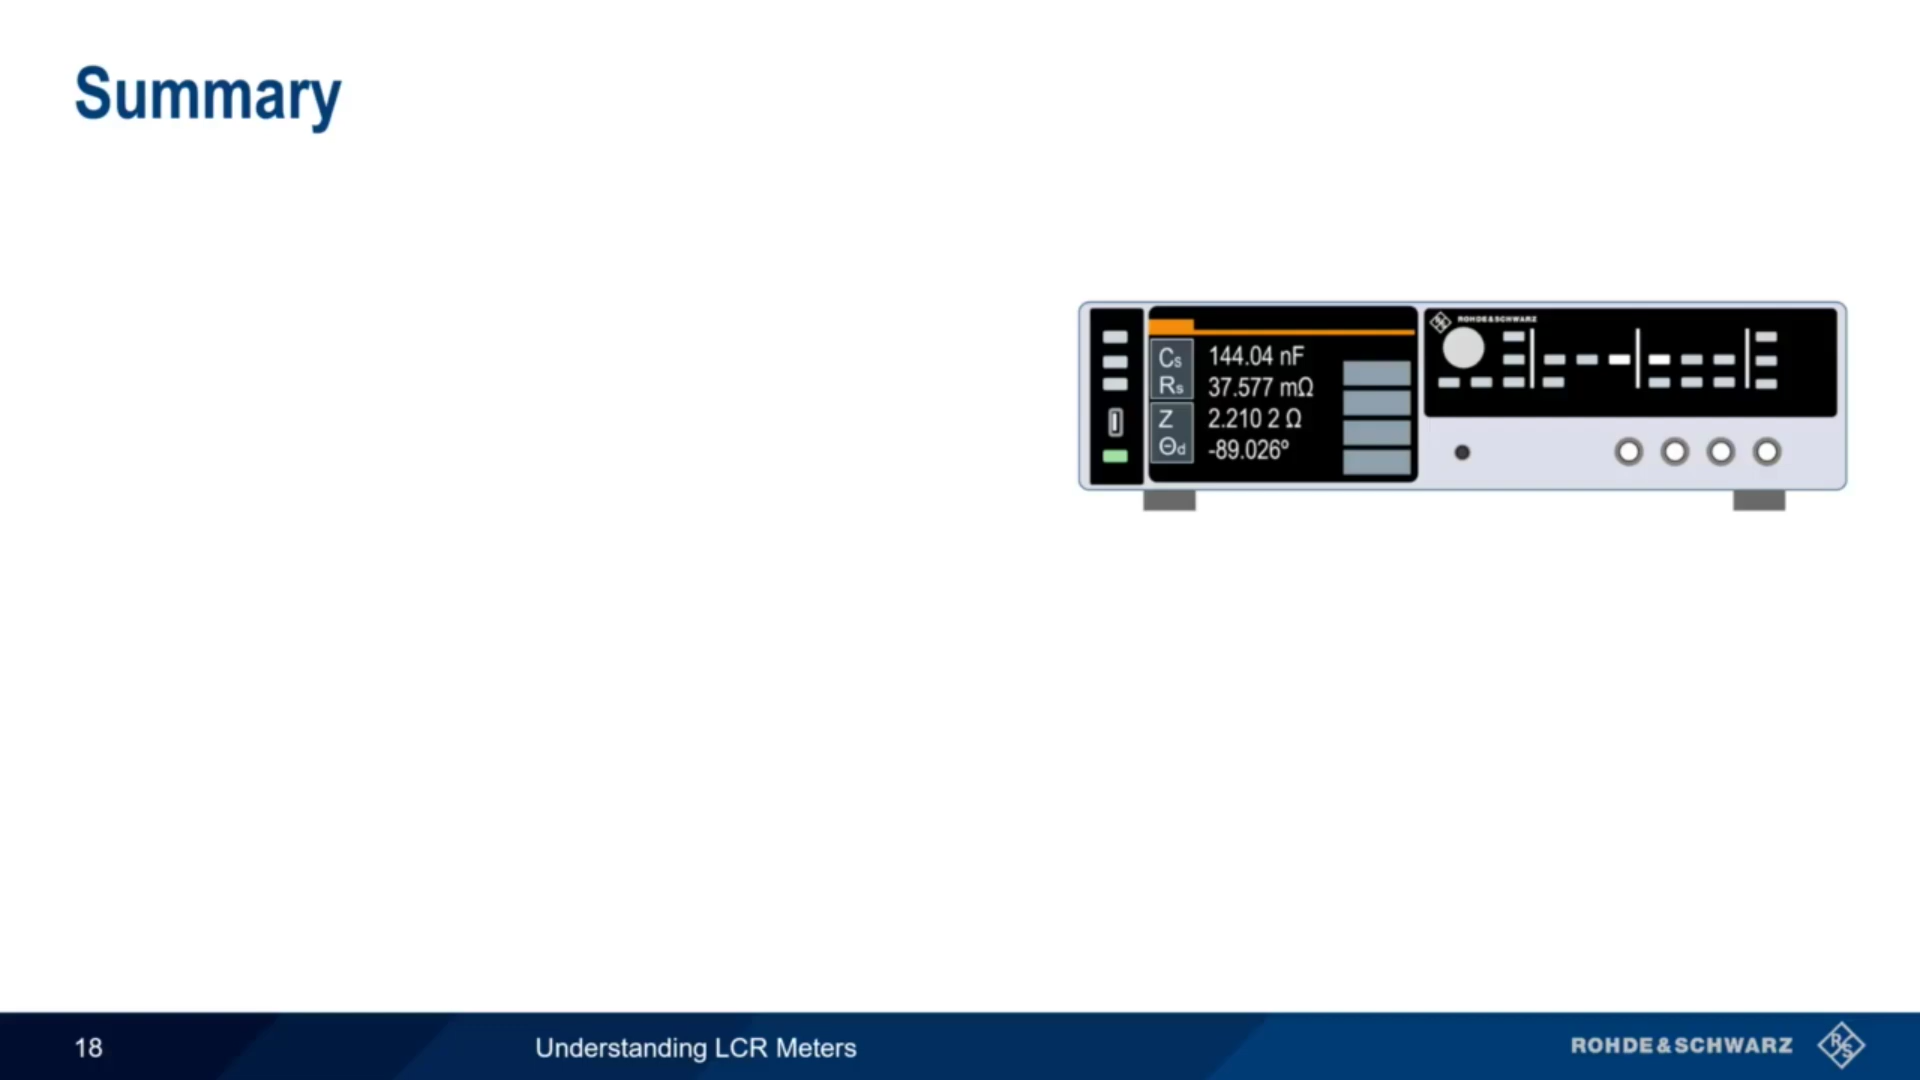 Summary
ROHDE&SCHWARZ
Cs 144.04 nF
Rs 37.577 mΩ
Z 2.210 2 Ω
Θd -89.026º
18
Understanding LCR Meters
ROHDE&SCHWARZ
R&S